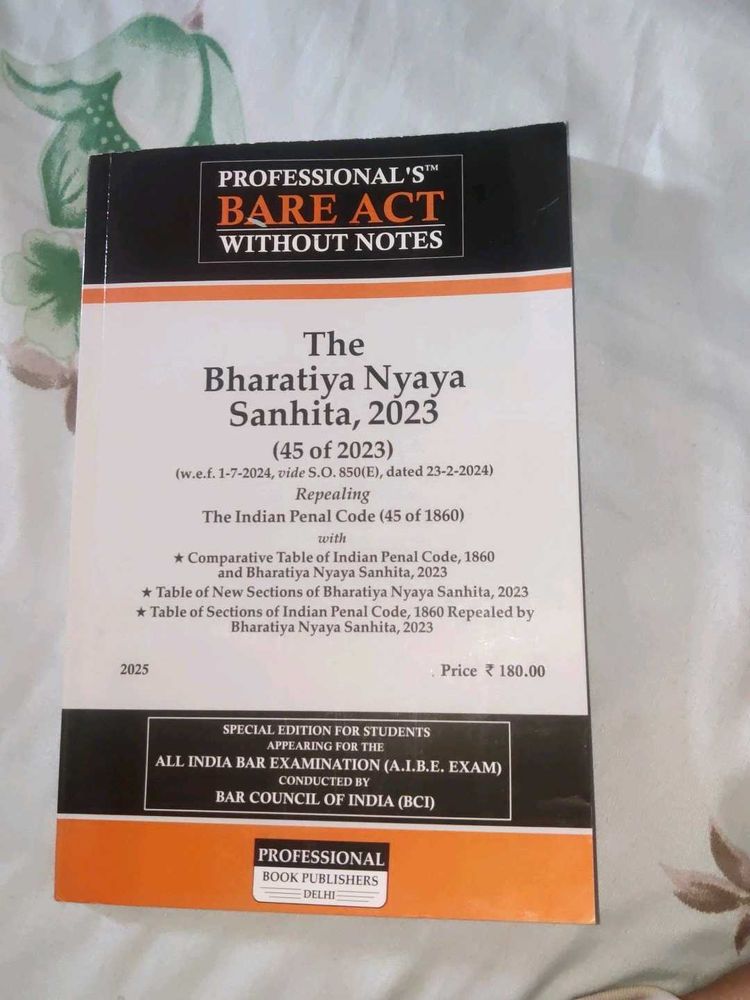 PROFESSIONAL'S™
BARE ACT
WITHOUT NOTES
The
Bharatiya Nyaya
Sanhita, 2023
(45 of 2023)
(w.e.f. 1-7-2024, vide S.O. 850(E), dated 23-2-2024)
Repealing
The Indian Penal Code (45 of 1860)
with
★ Comparative Table of Indian Penal Code, 1860
and Bharatiya Nyaya Sanhita, 2023
★ Table of New Sections of Bharatiya Nyaya Sanhita, 2023
★ Table of Sections of Indian Penal Code, 1860 Repealed by
Bharatiya Nyaya Sanhita, 2023
2025 Price ₹ 180.00
SPECIAL EDITION FOR STUDENTS
APPEARING FOR THE
ALL INDIA BAR EXAMINATION (A.I.B.E. EXAM)
CONDUCTED BY
BAR COUNCIL OF INDIA (BCI)
PROFESSIONAL
BOOK PUBLISHERS
DELHI